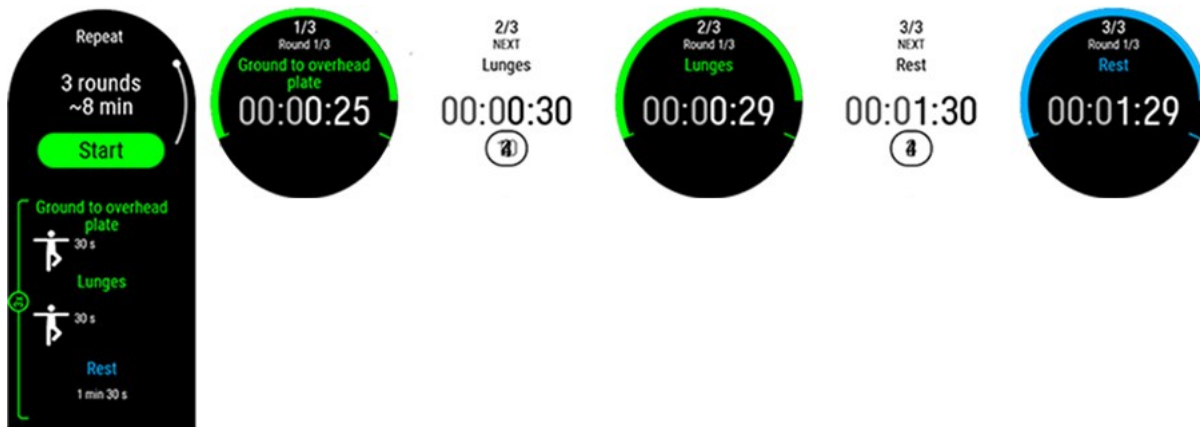 Repeat
3 rounds
~8 min
Start
Ground to overhead
plate
30 s
Lunges
30 s
Rest
1 min 30 s
1/3
Round 1/3
Ground to overhead
plate
00:00:25
2/3
NEXT
Lunges
00:00:30
2/3
Round 1/3
Lunges
00:00:29
3/3
NEXT
Rest
00:01:30
3/3
Round 1/3
Rest
00:01:29